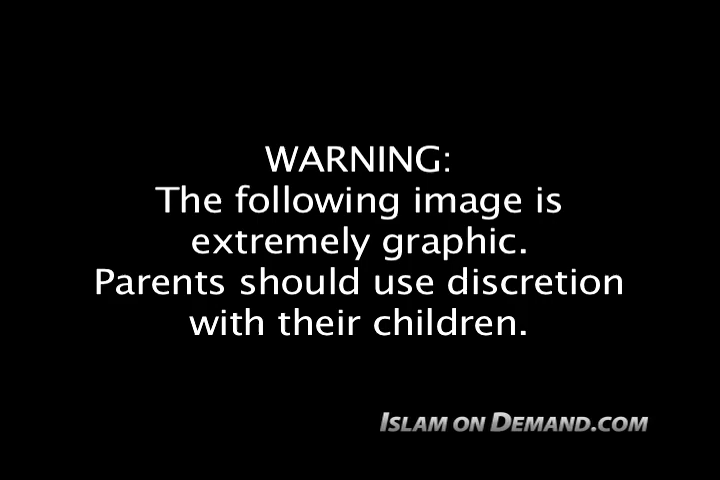 WARNING:
The following image is
extremely graphic.
Parents should use discretion
with their children.
ISLAM ON DEMAND.COM